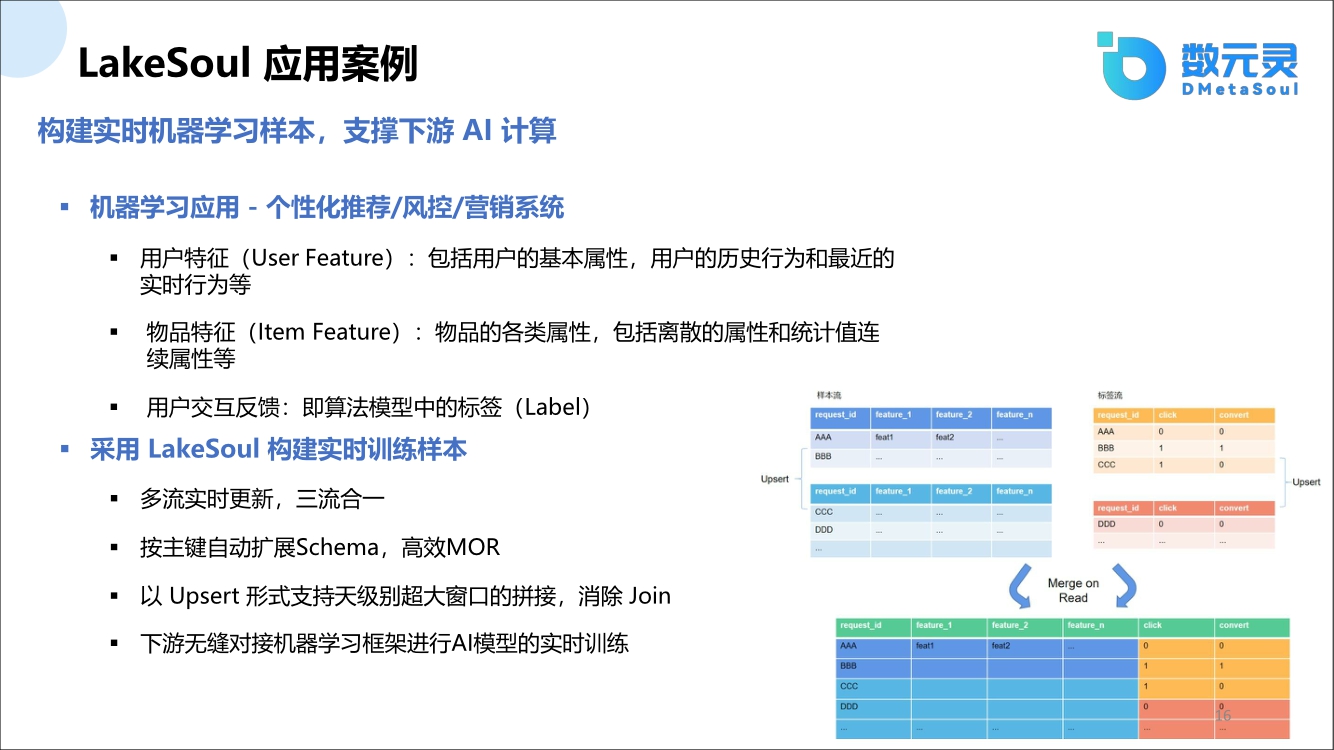 LakeSoul 应用案例
数元灵
DMetaSoul
构建实时机器学习样本，支撑下游 AI 计算
▪ 机器学习应用 - 个性化推荐/风控/营销系统
▪ 用户特征（User Feature）：包括用户的基本属性，用户的历史行为和最近的
实时行为等
▪ 物品特征（Item Feature）：物品的各类属性，包括离散的属性和统计值连
续属性等
▪ 用户交互反馈：即算法模型中的标签（Label）
▪ 采用 LakeSoul 构建实时训练样本
▪ 多流实时更新，三流合一
▪ 按主键自动扩展Schema，高效MOR
▪ 以 Upsert 形式支持天级别超大窗口的拼接，消除 Join
▪ 下游无缝对接机器学习框架进行AI模型的实时训练
样本流
request_id feature_1 feature_2 feature_n
AAA feat1 feat2 ...
BBB ... ... ...
Upsert
request_id feature_1 feature_2 feature_n
CCC ... ... ...
DDD ... ... ...
...
标签流
request_id click convert
AAA 0 0
BBB 1 1
CCC 1 0
Upsert
request_id click convert
DDD 0 0
... ... ...
Merge on
Read
request_id feature_1 feature_2 feature_n click convert
AAA feat1 feat2 ... 0 0
BBB 1 1
CCC 1 0
DDD 0 0
... ... ... ... ... ...
16